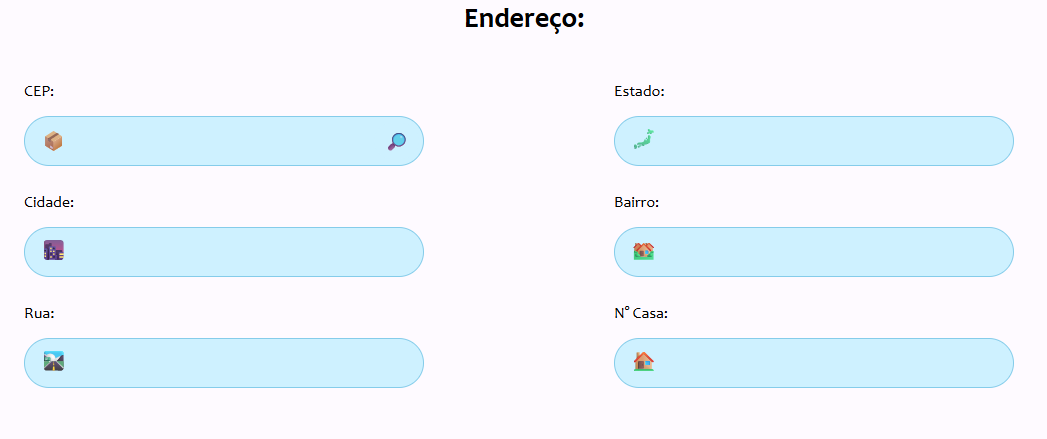 Endereço:
CEP:
Estado:
Cidade:
Bairro:
Rua:
N° Casa: